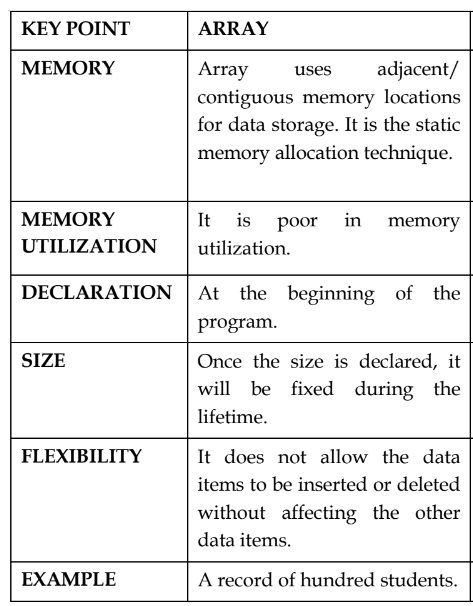 KEY POINT ARRAY
MEMORY Array uses adjacent/
contiguous memory locations
for data storage. It is the static
memory allocation technique.
MEMORY It is poor in memory
UTILIZATION utilization.
DECLARATION At the beginning of the
program.
SIZE Once the size is declared, it
will be fixed during the
lifetime.
FLEXIBILITY It does not allow the data
items to be inserted or deleted
without affecting the other
data items.
EXAMPLE A record of hundred students.